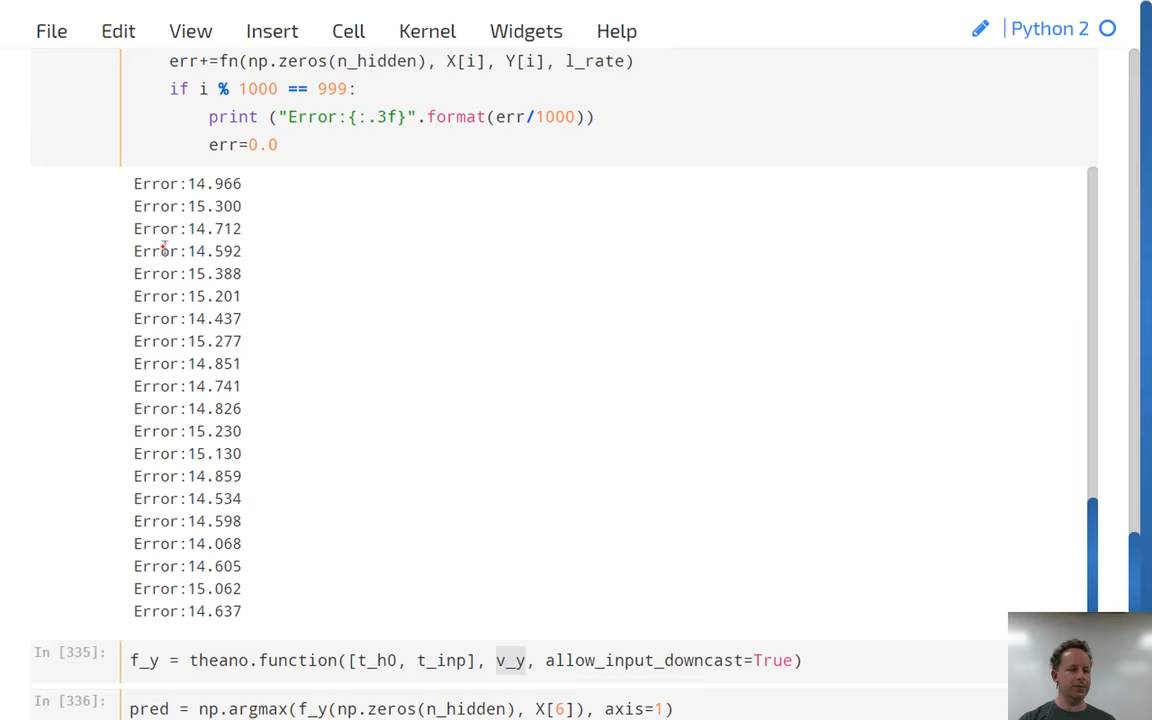 File Edit View Insert Cell Kernel Widgets Help Python 2
err+=fn(np.zeros(n_hidden), X[i], Y[i], l_rate)
if i % 1000 == 999:
print ("Error:{:.3f}".format(err/1000))
err=0.0
Error:14.966
Error:15.300
Error:14.712
Error:14.592
Error:15.388
Error:15.201
Error:14.437
Error:15.277
Error:14.851
Error:14.741
Error:14.826
Error:15.230
Error:15.130
Error:14.859
Error:14.534
Error:14.598
Error:14.068
Error:14.605
Error:15.062
Error:14.637
In [335]: f_y = theano.function([t_h0, t_inp], v_y, allow_input_downcast=True)
In [336]: pred = np.argmax(f_y(np.zeros(n_hidden), X[6]), axis=1)